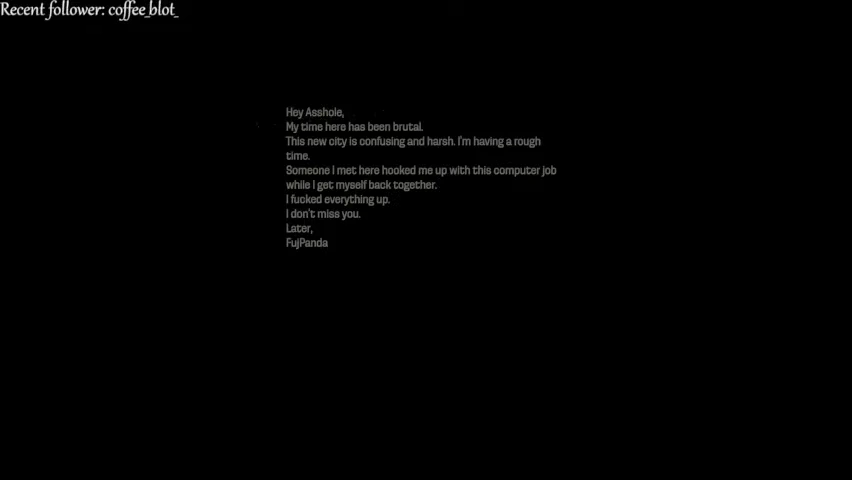 Recent follower: coffee_blot_
Hey Asshole,
My time here has been brutal.
This new city is confusing and harsh. I'm having a rough
time.
Someone I met here hooked me up with this computer job
while I get myself back together.
I fucked everything up.
I don't miss you.
Later,
FujPanda